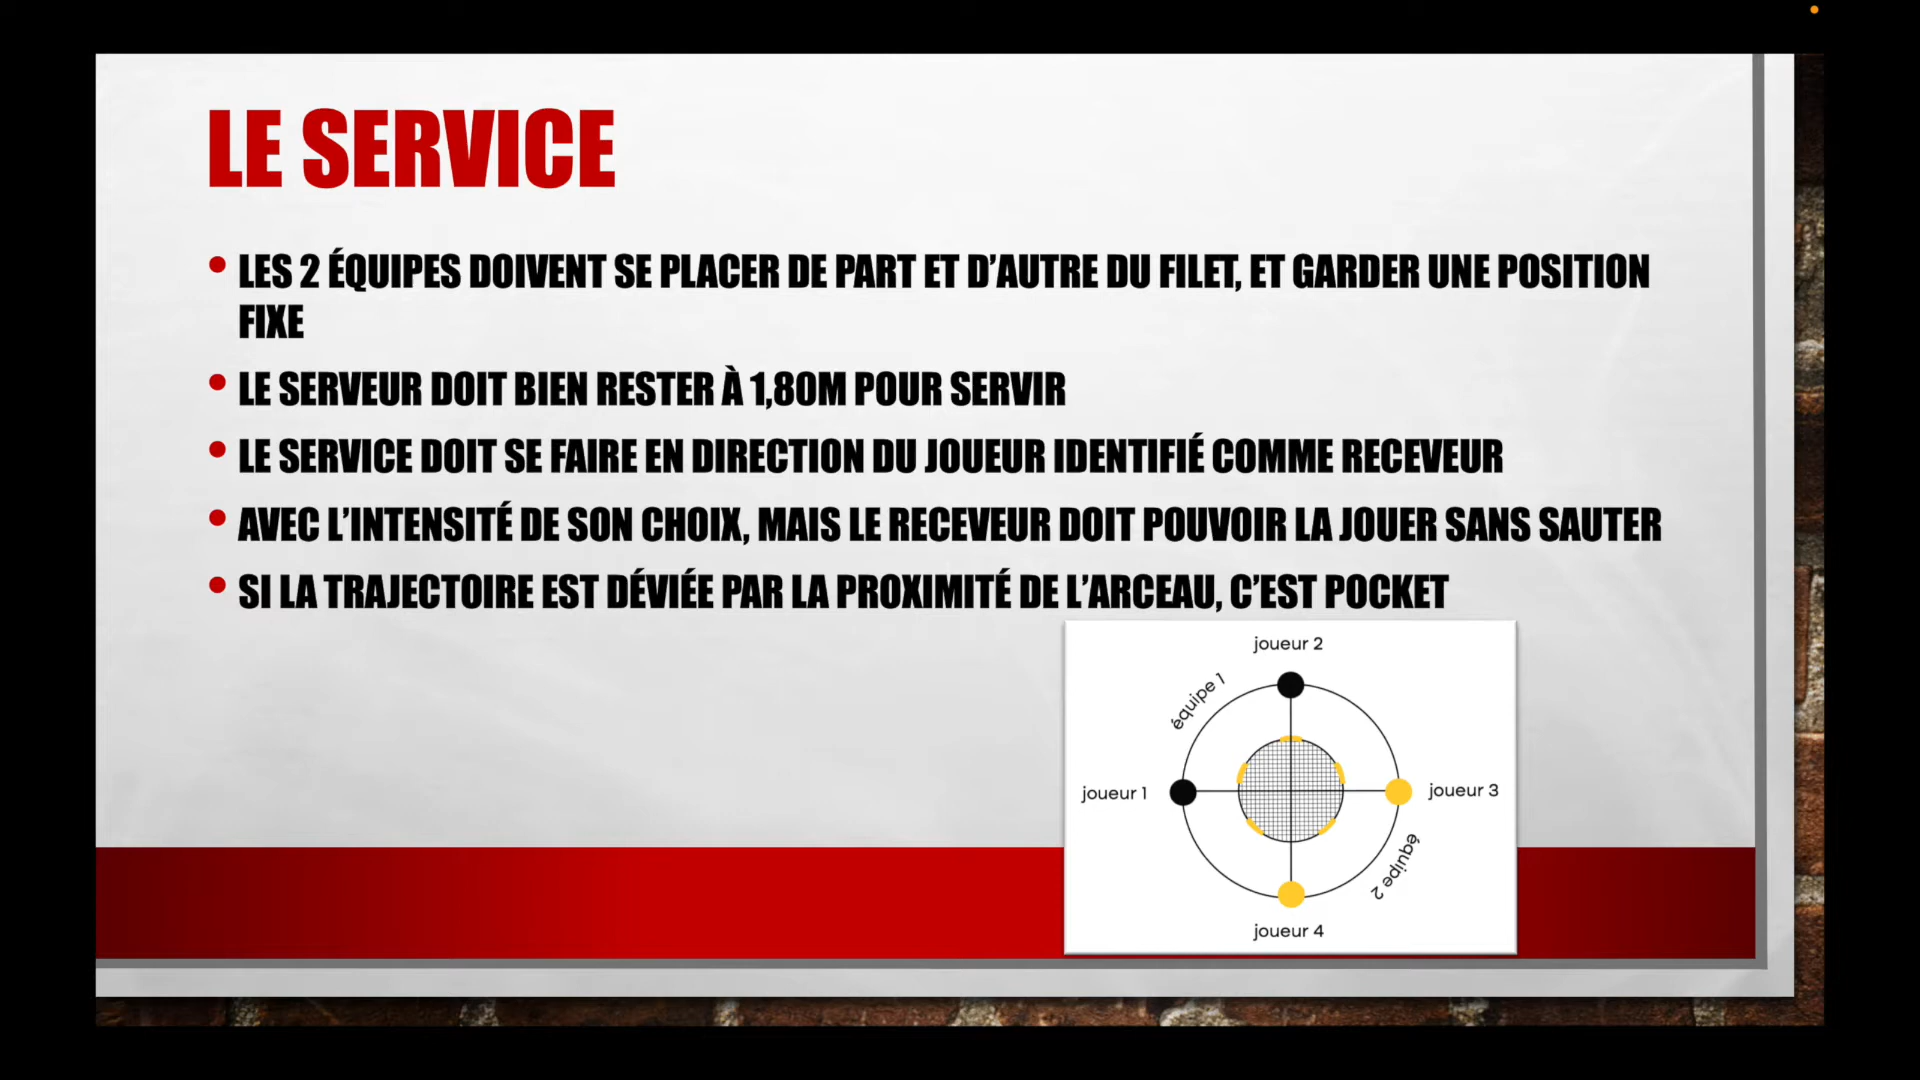 LE SERVICE
• LES 2 ÉQUIPES DOIVENT SE PLACER DE PART ET D’AUTRE DU FILET, ET GARDER UNE POSITION
FIXE
• LE SERVEUR DOIT BIEN RESTER À 1,80M POUR SERVIR
• LE SERVICE DOIT SE FAIRE EN DIRECTION DU JOUEUR IDENTIFIÉ COMME RECEVEUR
• AVEC L’INTENSITÉ DE SON CHOIX, MAIS LE RECEVEUR DOIT POUVOIR LA JOUER SANS SAUTER
• SI LA TRAJECTOIRE EST DÉVIÉE PAR LA PROXIMITÉ DE L’ARCEAU, C’EST POCKET
joueur 2
équipe 1
joueur 1
joueur 3
équipe 2
joueur 4